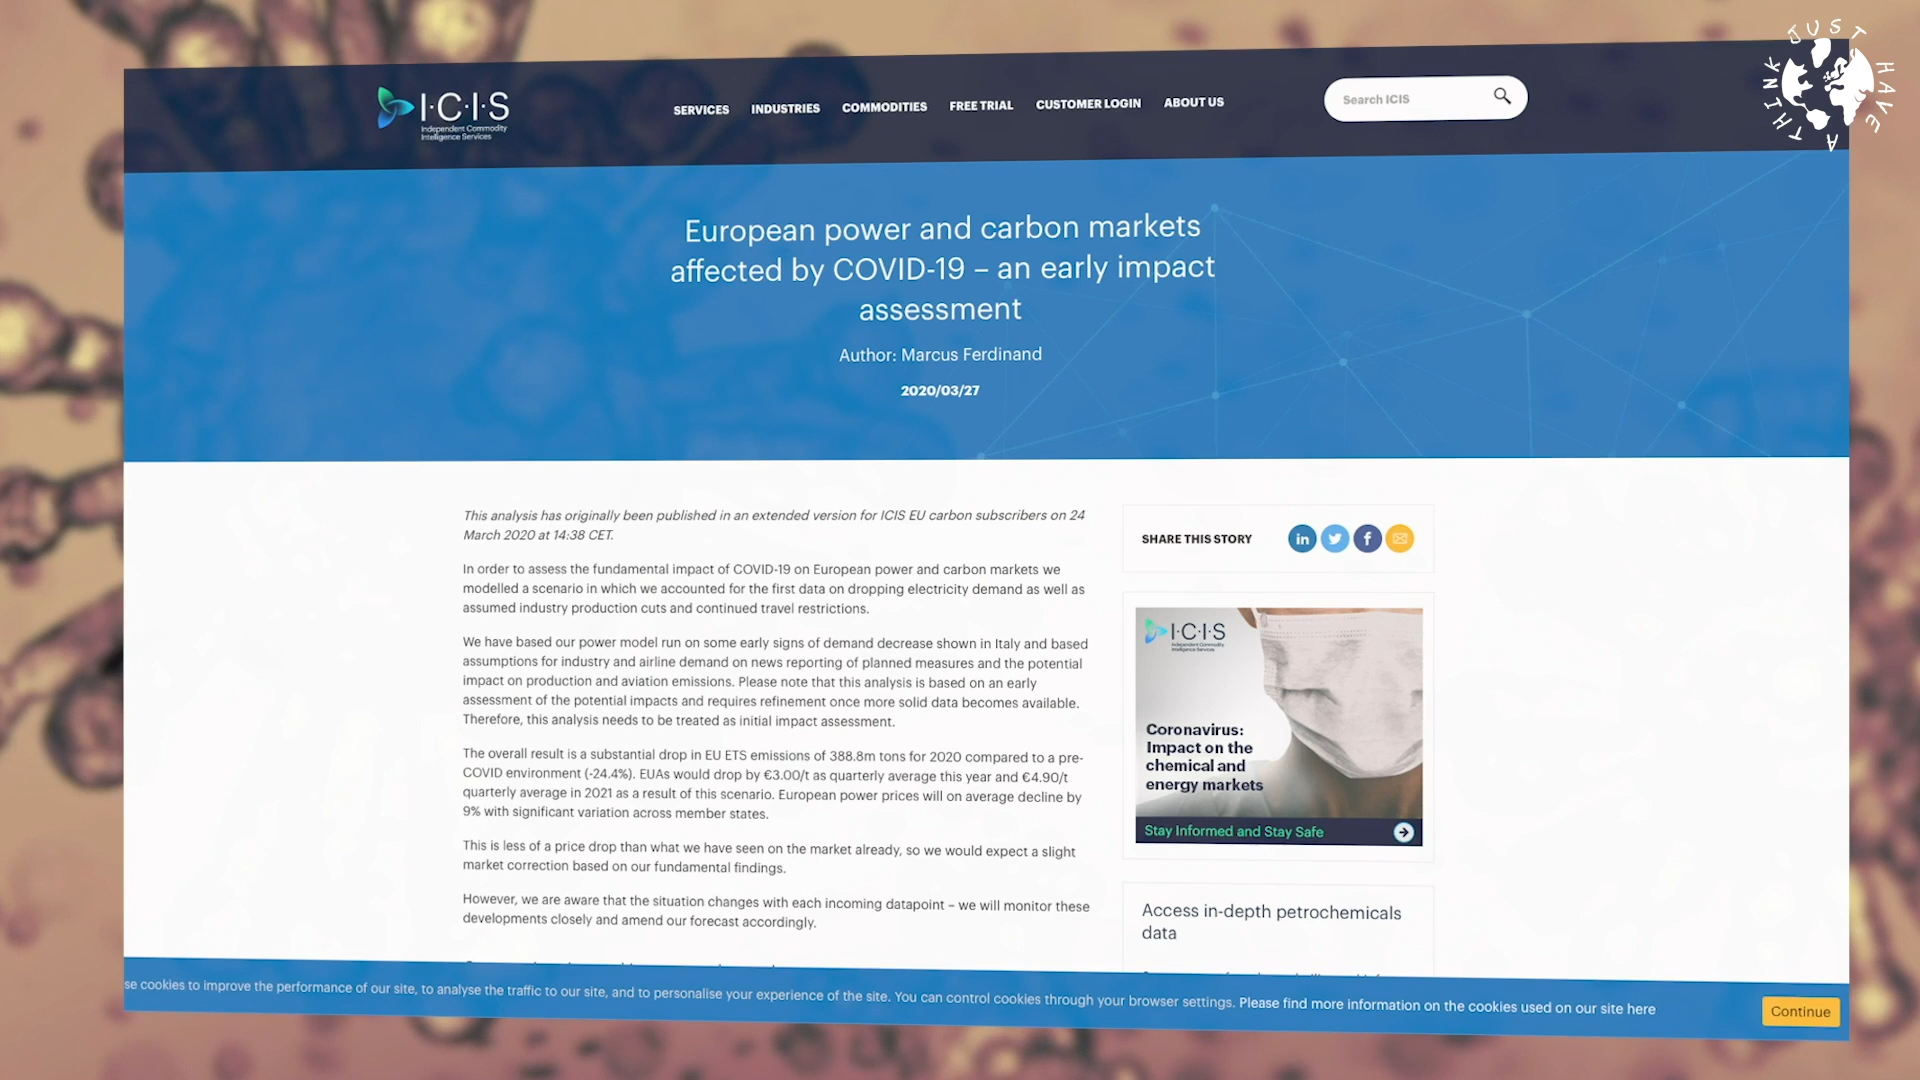 JUST HAVE A THINK
I·C·I·S
Independent Commodity
Intelligence Services
SERVICES INDUSTRIES COMMODITIES FREE TRIAL CUSTOMER LOGIN ABOUT US
Search ICIS
European power and carbon markets
affected by COVID-19 – an early impact
assessment
Author: Marcus Ferdinand
2020/03/27
This analysis has originally been published in an extended version for ICIS EU carbon subscribers on 24
March 2020 at 14:38 CET.
In order to assess the fundamental impact of COVID-19 on European power and carbon markets we
modelled a scenario in which we accounted for the first data on dropping electricity demand as well as
assumed industry production cuts and continued travel restrictions.
We have based our power model run on some early signs of demand decrease shown in Italy and based
assumptions for industry and airline demand on news reporting of planned measures and the potential
impact on production and aviation emissions. Please note that this analysis is based on an early
assessment of the potential impacts and requires refinement once more solid data becomes available.
Therefore, this analysis needs to be treated as initial impact assessment.
The overall result is a substantial drop in EU ETS emissions of 388.8m tons for 2020 compared to a pre-
COVID environment (-24.4%). EUAs would drop by €3.00/t as quarterly average this year and €4.90/t
quarterly average in 2021 as a result of this scenario. European power prices will on average decline by
9% with significant variation across member states.
This is less of a price drop than what we have seen on the market already, so we would expect a slight
market correction based on our fundamental findings.
However, we are aware that the situation changes with each incoming datapoint – we will monitor these
developments closely and amend our forecast accordingly.
SHARE THIS STORY
I·C·I·S
Independent Commodity
Intelligence Services
Coronavirus:
Impact on the
chemical and
energy markets
Stay Informed and Stay Safe
Access in-depth petrochemicals
data
se cookies to improve the performance of our site, to analyse the traffic to our site, and to personalise your experience of the site. You can control cookies through your browser settings. Please find more information on the cookies used on our site here
Continue